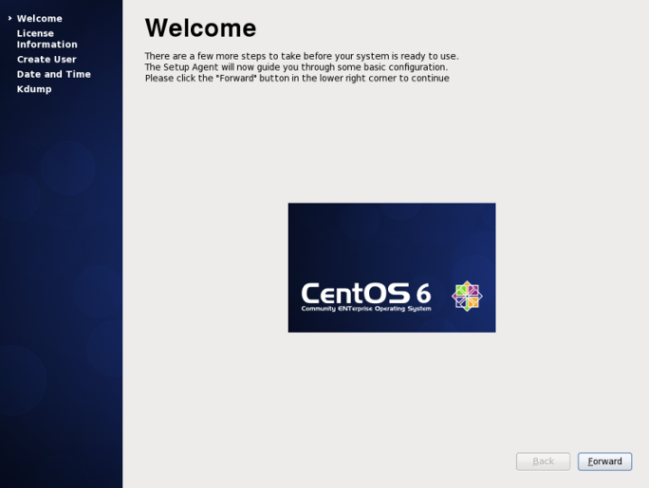 Welcome
License
Information
Create User
Date and Time
Kdump
Welcome
There are a few more steps to take before your system is ready to use.
The Setup Agent will now guide you through some basic configuration.
Please click the "Forward" button in the lower right corner to continue
CentOS 6
Community ENTerprise Operating System
Back
Forward